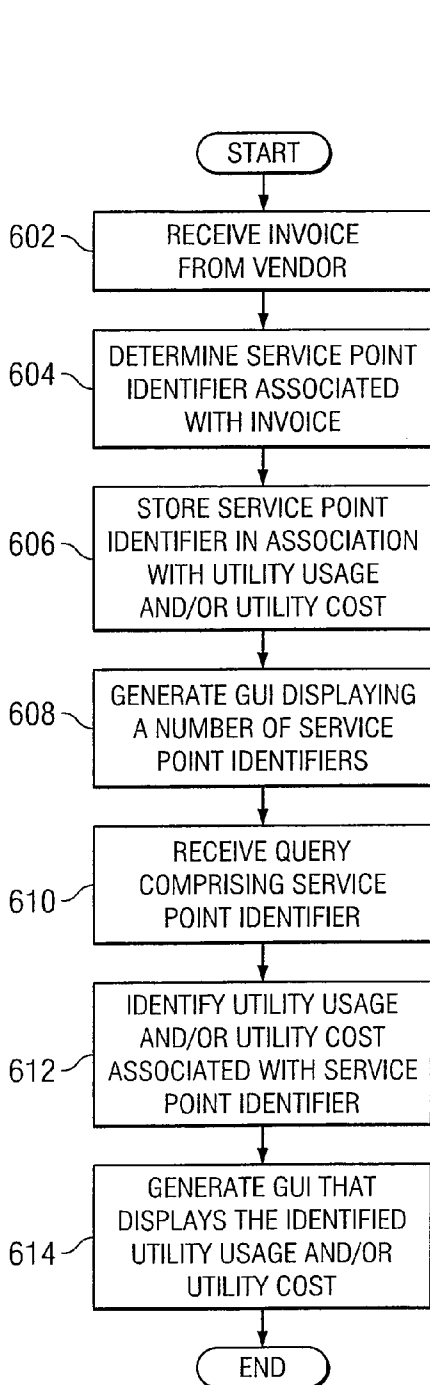 START
602
RECEIVE INVOICE
FROM VENDOR
604
DETERMINE SERVICE POINT
IDENTIFIER ASSOCIATED
WITH INVOICE
606
STORE SERVICE POINT
IDENTIFIER IN ASSOCIATION
WITH UTILITY USAGE
AND/OR UTILITY COST
608
GENERATE GUI DISPLAYING
A NUMBER OF SERVICE
POINT IDENTIFIERS
610
RECEIVE QUERY
COMPRISING SERVICE
POINT IDENTIFIER
612
IDENTIFY UTILITY USAGE
AND/OR UTILITY COST
ASSOCIATED WITH SERVICE
POINT IDENTIFIER
614
GENERATE GUI THAT
DISPLAYS THE IDENTIFIED
UTILITY USAGE AND/OR
UTILITY COST
END